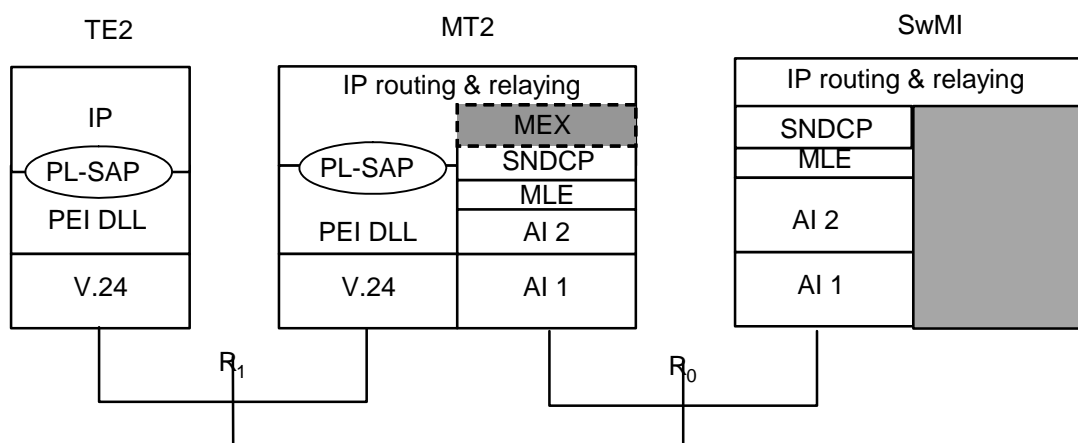 TE2
MT2
SwMI
IP
PL-SAP
PEI DLL
V.24
IP routing & relaying
MEX
SNDCP
PL-SAP
MLE
PEI DLL
AI 2
V.24
AI 1
IP routing & relaying
SNDCP
MLE
AI 2
AI 1
R1
R0